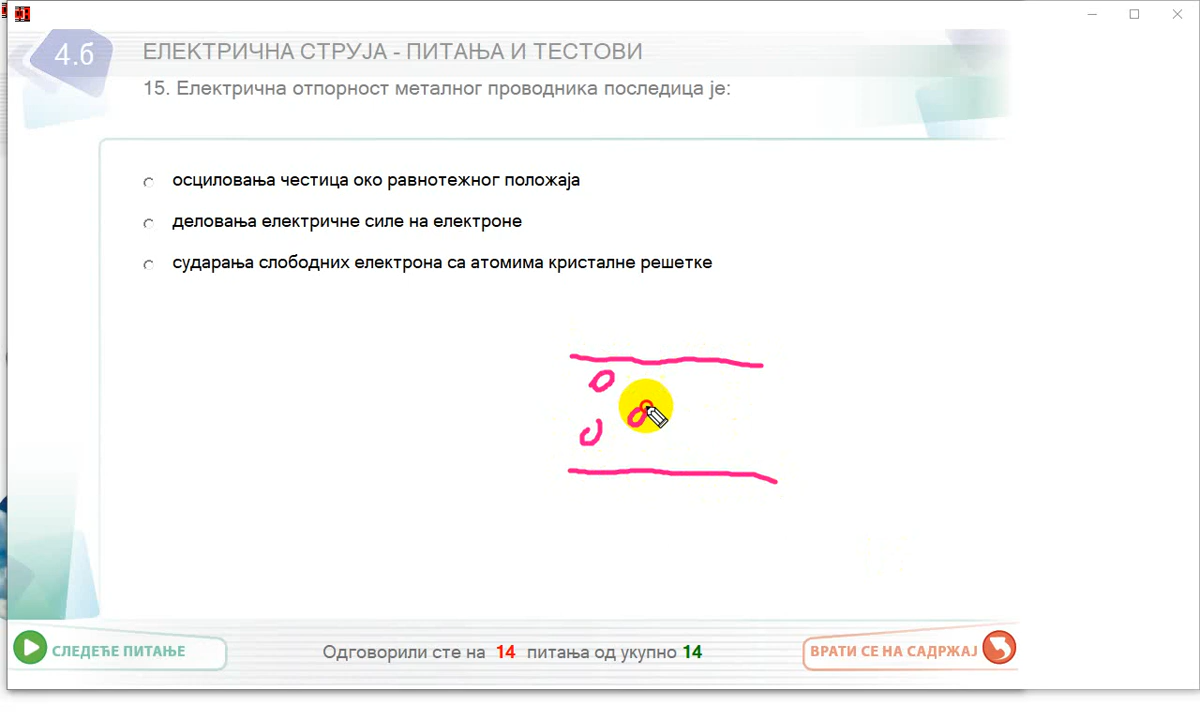 4.б
ЕЛЕКТРИЧНА СТРУЈА - ПИТАЊА И ТЕСТОВИ
15. Електрична отпорност металног проводника последица је:
осциловања честица око равнотежног положаја
деловања електричне силе на електроне
сударања слободних електрона са атомима кристалне решетке
СЛЕДЕЋЕ ПИТАЊЕ
Одговорили сте на 14 питања од укупно 14
ВРАТИ СЕ НА САДРЖАЈ